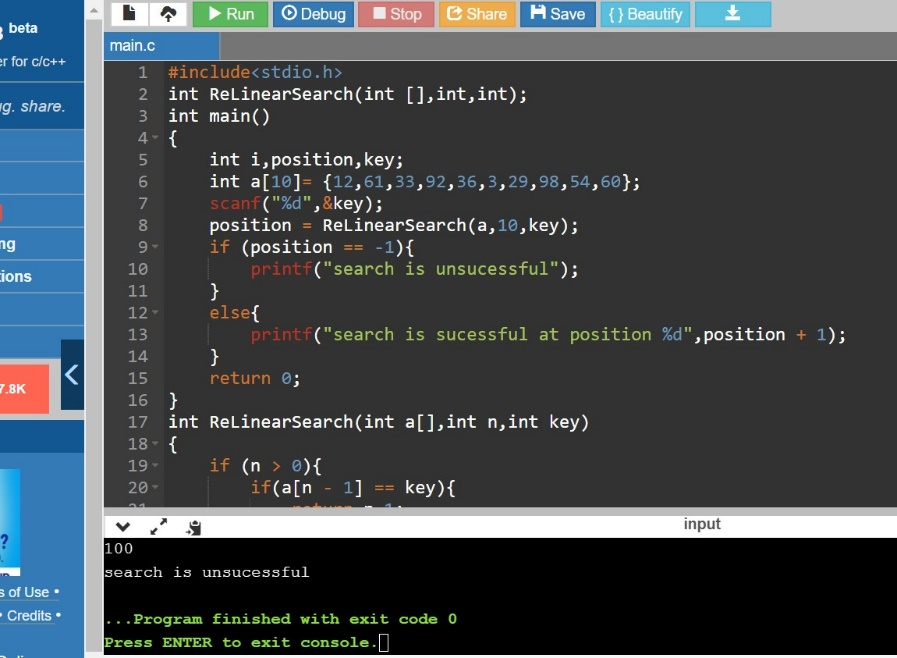 beta
er for c/c++
g. share.
ng
ions
7.8K
?
s of Use •
• Credits •
Run
Debug
Stop
Share
Save
{ } Beautify
main.c
1 #include<stdio.h>
2 int ReLinearSearch(int [],int,int);
3 int main()
4 {
5 int i,position,key;
6 int a[10]= {12,61,33,92,36,3,29,98,54,60};
7 scanf("%d",&key);
8 position = ReLinearSearch(a,10,key);
9 if (position == -1){
10 printf("search is unsucessful");
11 }
12 else{
13 printf("search is sucessful at position %d",position + 1);
14 }
15 return 0;
16 }
17 int ReLinearSearch(int a[],int n,int key)
18 {
19 if (n > 0){
20 if(a[n - 1] == key){
input
100
search is unsucessful
...Program finished with exit code 0
Press ENTER to exit console.